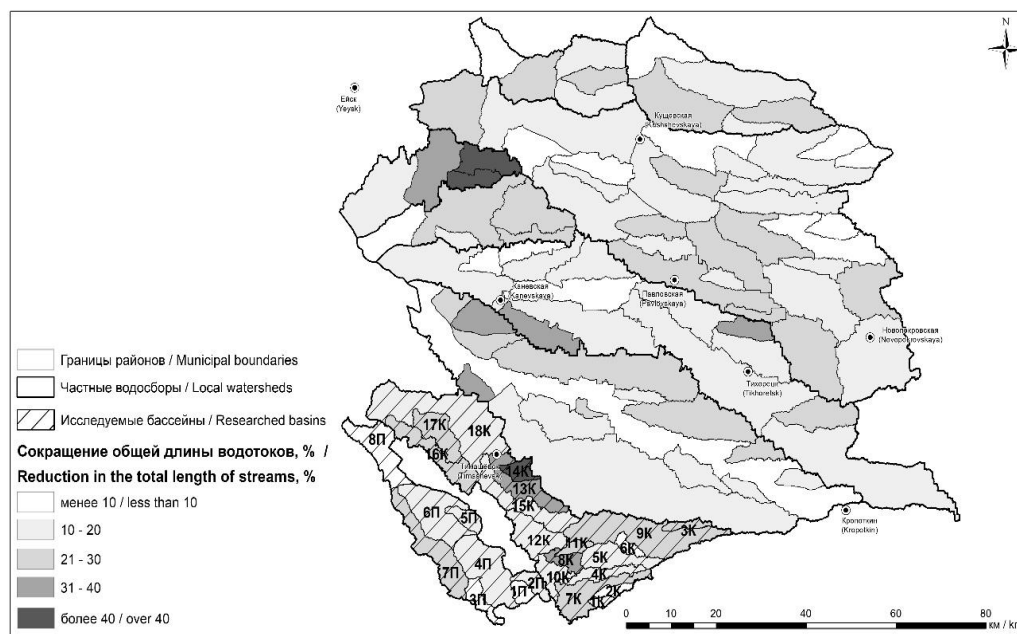 N
Ейск
(Yeysk)
Кущевская
Каневская
(Kanevskaya)
Павловская
(Pavlovskaya)
Новопокровская
(Novopokrovskaya)
Тихорецк
(Tikhoretsk)
(Timashevsk)
Кропоткин
(Kropotkin)
Границы районов / Municipal boundaries
Частные водосборы / Local watersheds
Исследуемые бассейны / Researched basins
Сокращение общей длины водотоков, % /
Reduction in the total length of streams, %
менее 10 / less than 10
10 - 20
21 - 30
31 - 40
более 40 / over 40
17К
18К
8П
16К
14К
13К
15К
6П
5П
12К
11К
9К
3К
6К
5К
8К
4П
7П
10К
4К
2П
1П
3П
7К
1К
2К
0 10 20 40 60 80
км / km